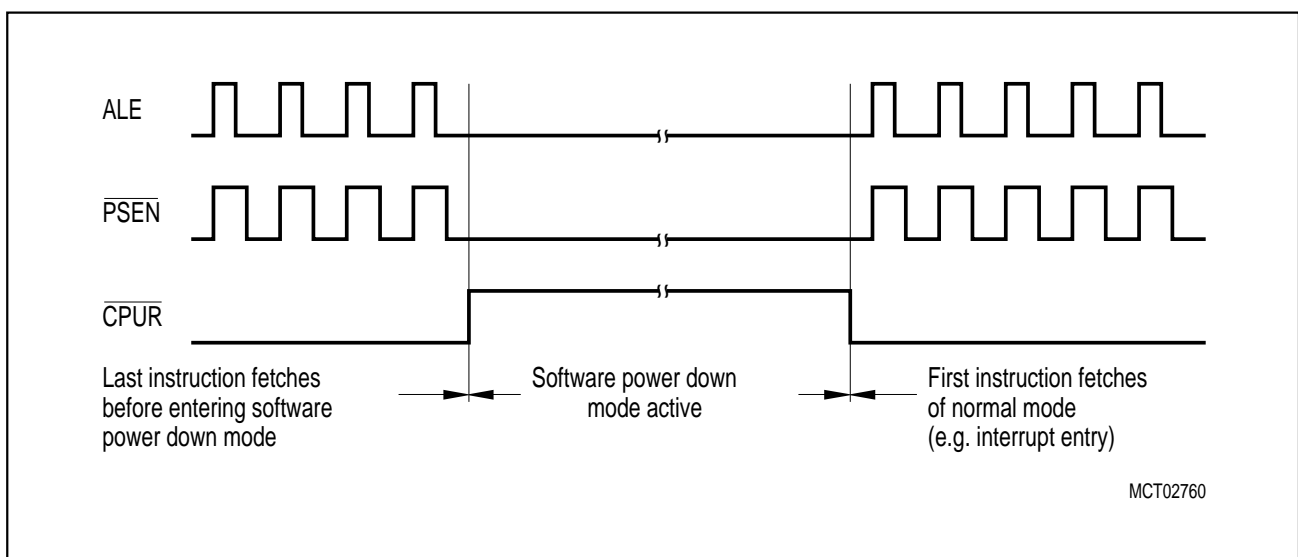 ALE
PSEN
CPUR
Last instruction fetches
before entering software
power down mode
Software power down
mode active
First instruction fetches
of normal mode
(e.g. interrupt entry)
MCT02760